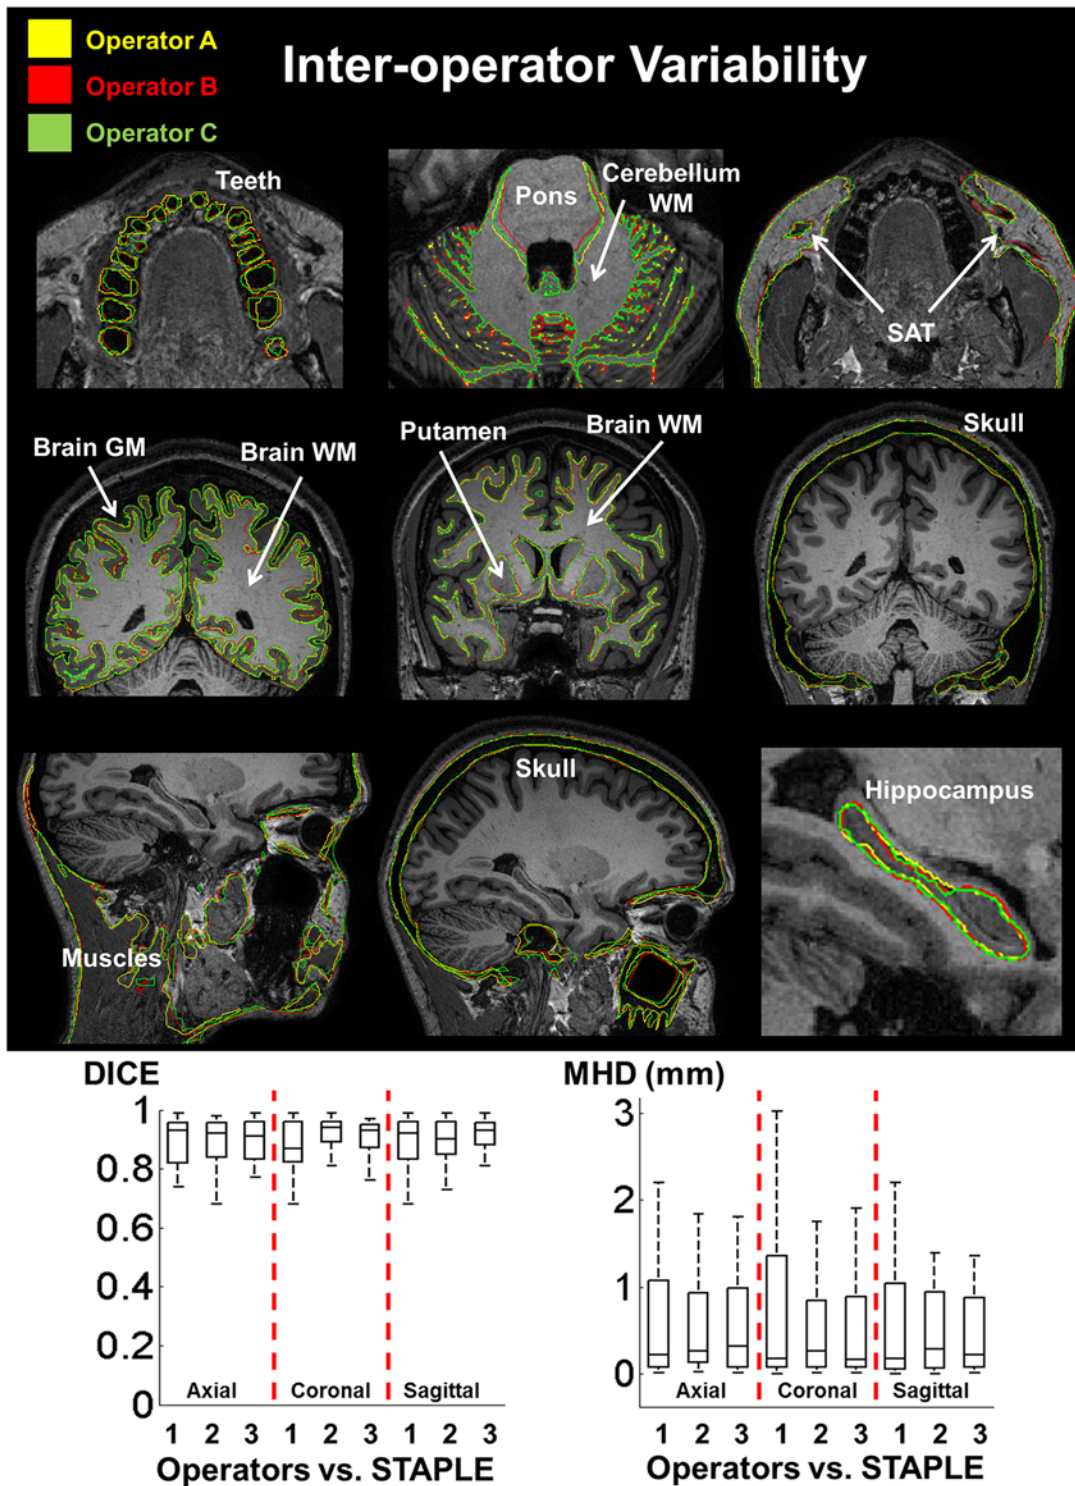 Operator A
Operator B
Operator C
Inter-operator Variability
Teeth
Pons
Cerebellum
WM
SAT
Brain GM
Brain WM
Putamen
Brain WM
Skull
Muscles
Skull
Hippocampus
DICE
1
0.8
0.6
0.4
0.2
0
Axial
Coronal
Sagittal
1 2 3 1 2 3 1 2 3
Operators vs. STAPLE
MHD (mm)
3
2
1
0
Axial
Coronal
Sagittal
1 2 3 1 2 3 1 2 3
Operators vs. STAPLE